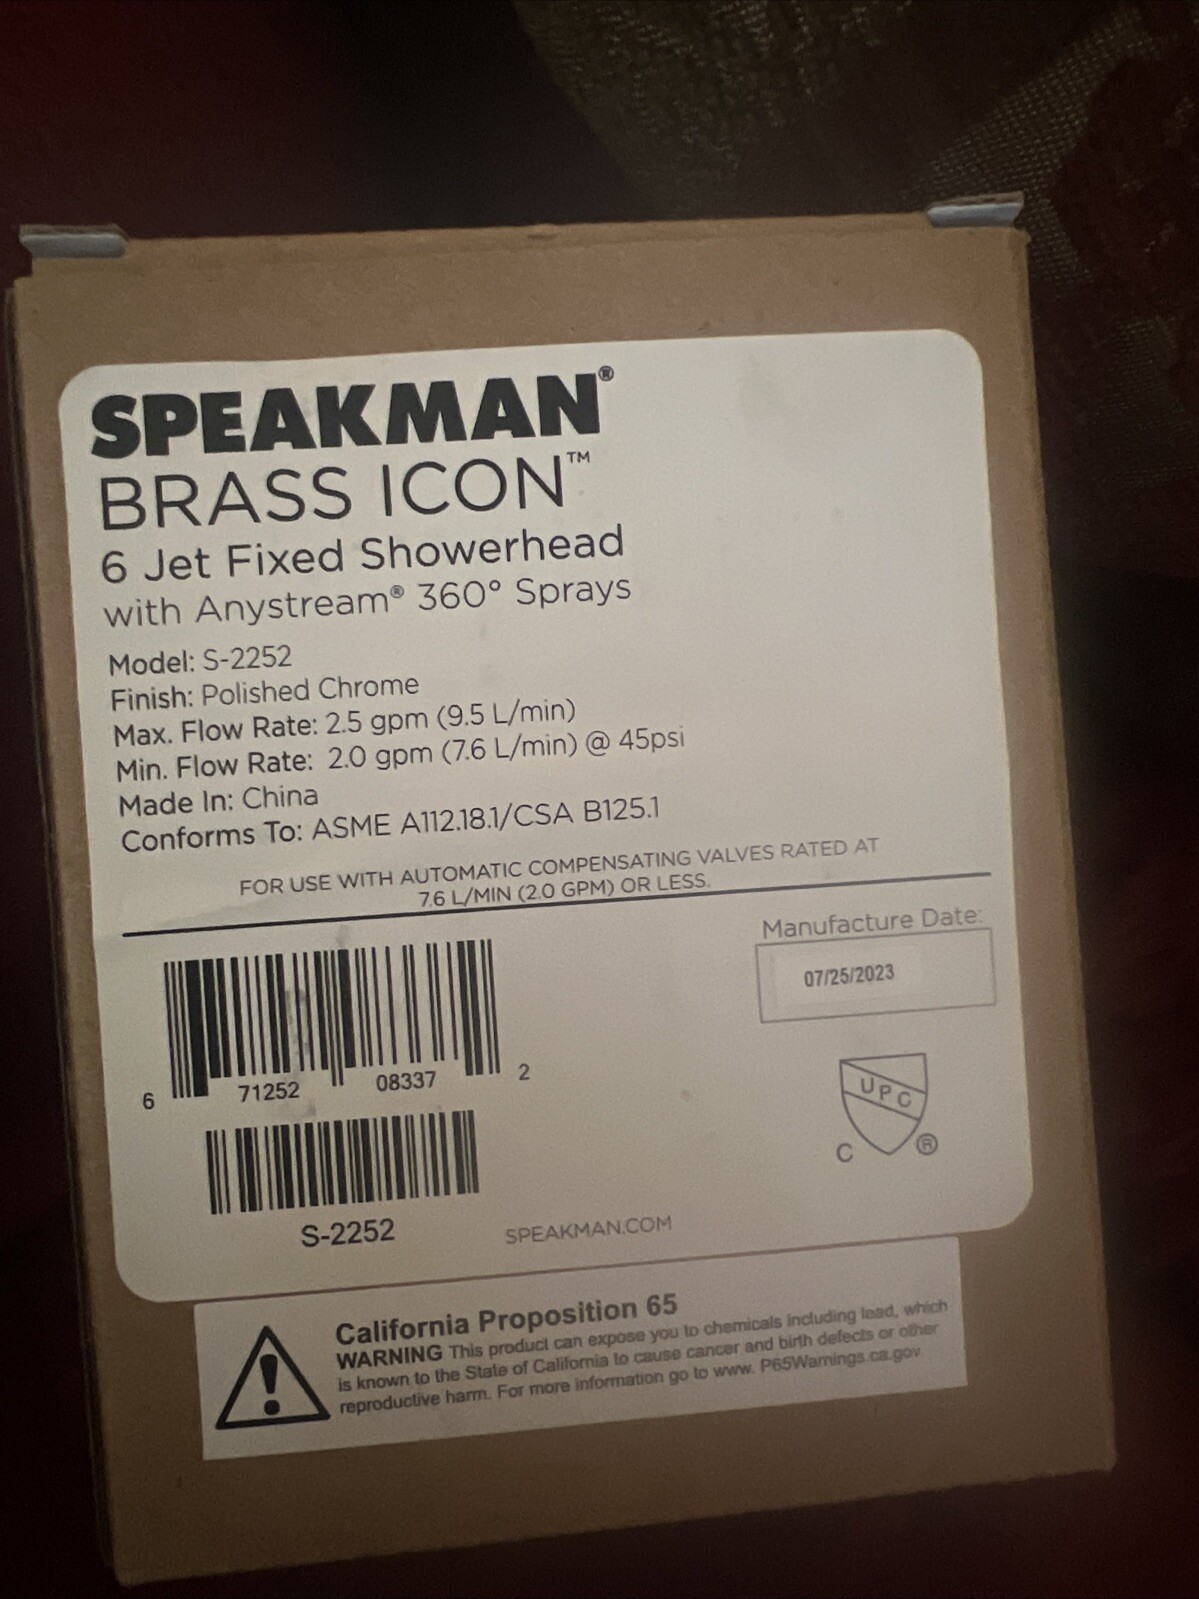 SPEAKMAN®
BRASS ICON™
6 Jet Fixed Showerhead
with Anystream® 360° Sprays
Model: S-2252
Finish: Polished Chrome
Max. Flow Rate: 2.5 gpm (9.5 L/min)
Min. Flow Rate: 2.0 gpm (7.6 L/min) @ 45psi
Made In: China
Conforms To: ASME A112.18.1/CSA B125.1
FOR USE WITH AUTOMATIC COMPENSATING VALVES RATED AT
7.6 L/MIN (2.0 GPM) OR LESS.
Manufacture Date:
07/25/2023
6 71252 08337 2
UPC
C ®
S-2252
SPEAKMAN.COM
California Proposition 65
WARNING This product can expose you to chemicals including lead, which
is known to the State of California to cause cancer and birth defects or other
reproductive harm. For more information go to www. P65Warnings.ca.gov